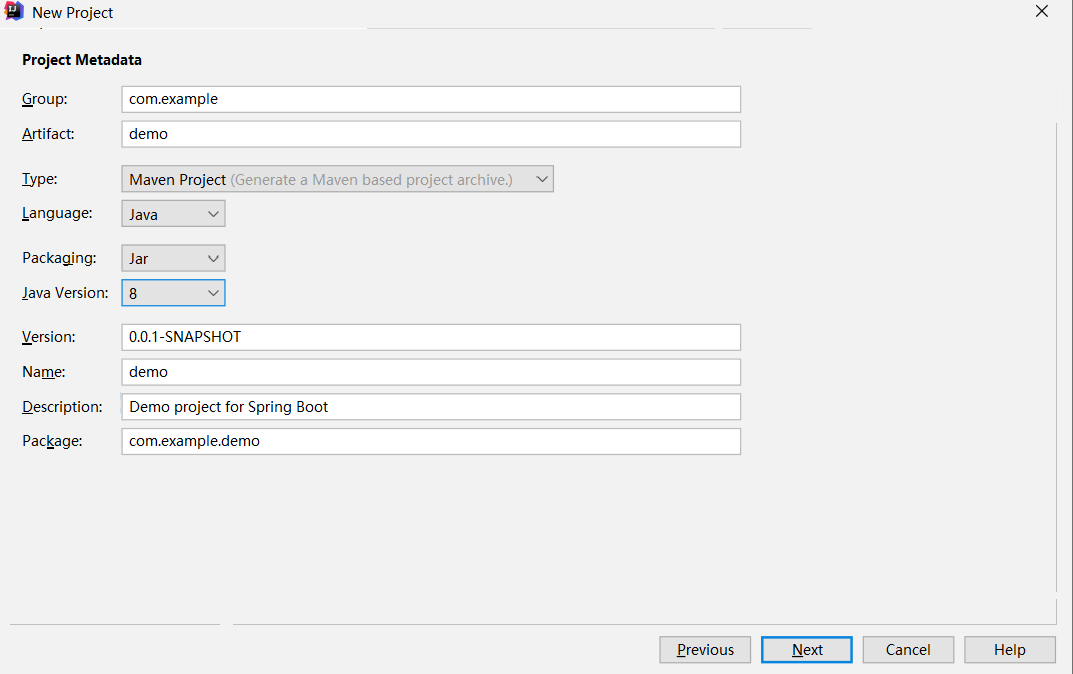 New Project
Project Metadata
Group: com.example
Artifact: demo
Type: Maven Project (Generate a Maven based project archive.)
Language: Java
Packaging: Jar
Java Version: 8
Version: 0.0.1-SNAPSHOT
Name: demo
Description: Demo project for Spring Boot
Package: com.example.demo
Previous Next Cancel Help